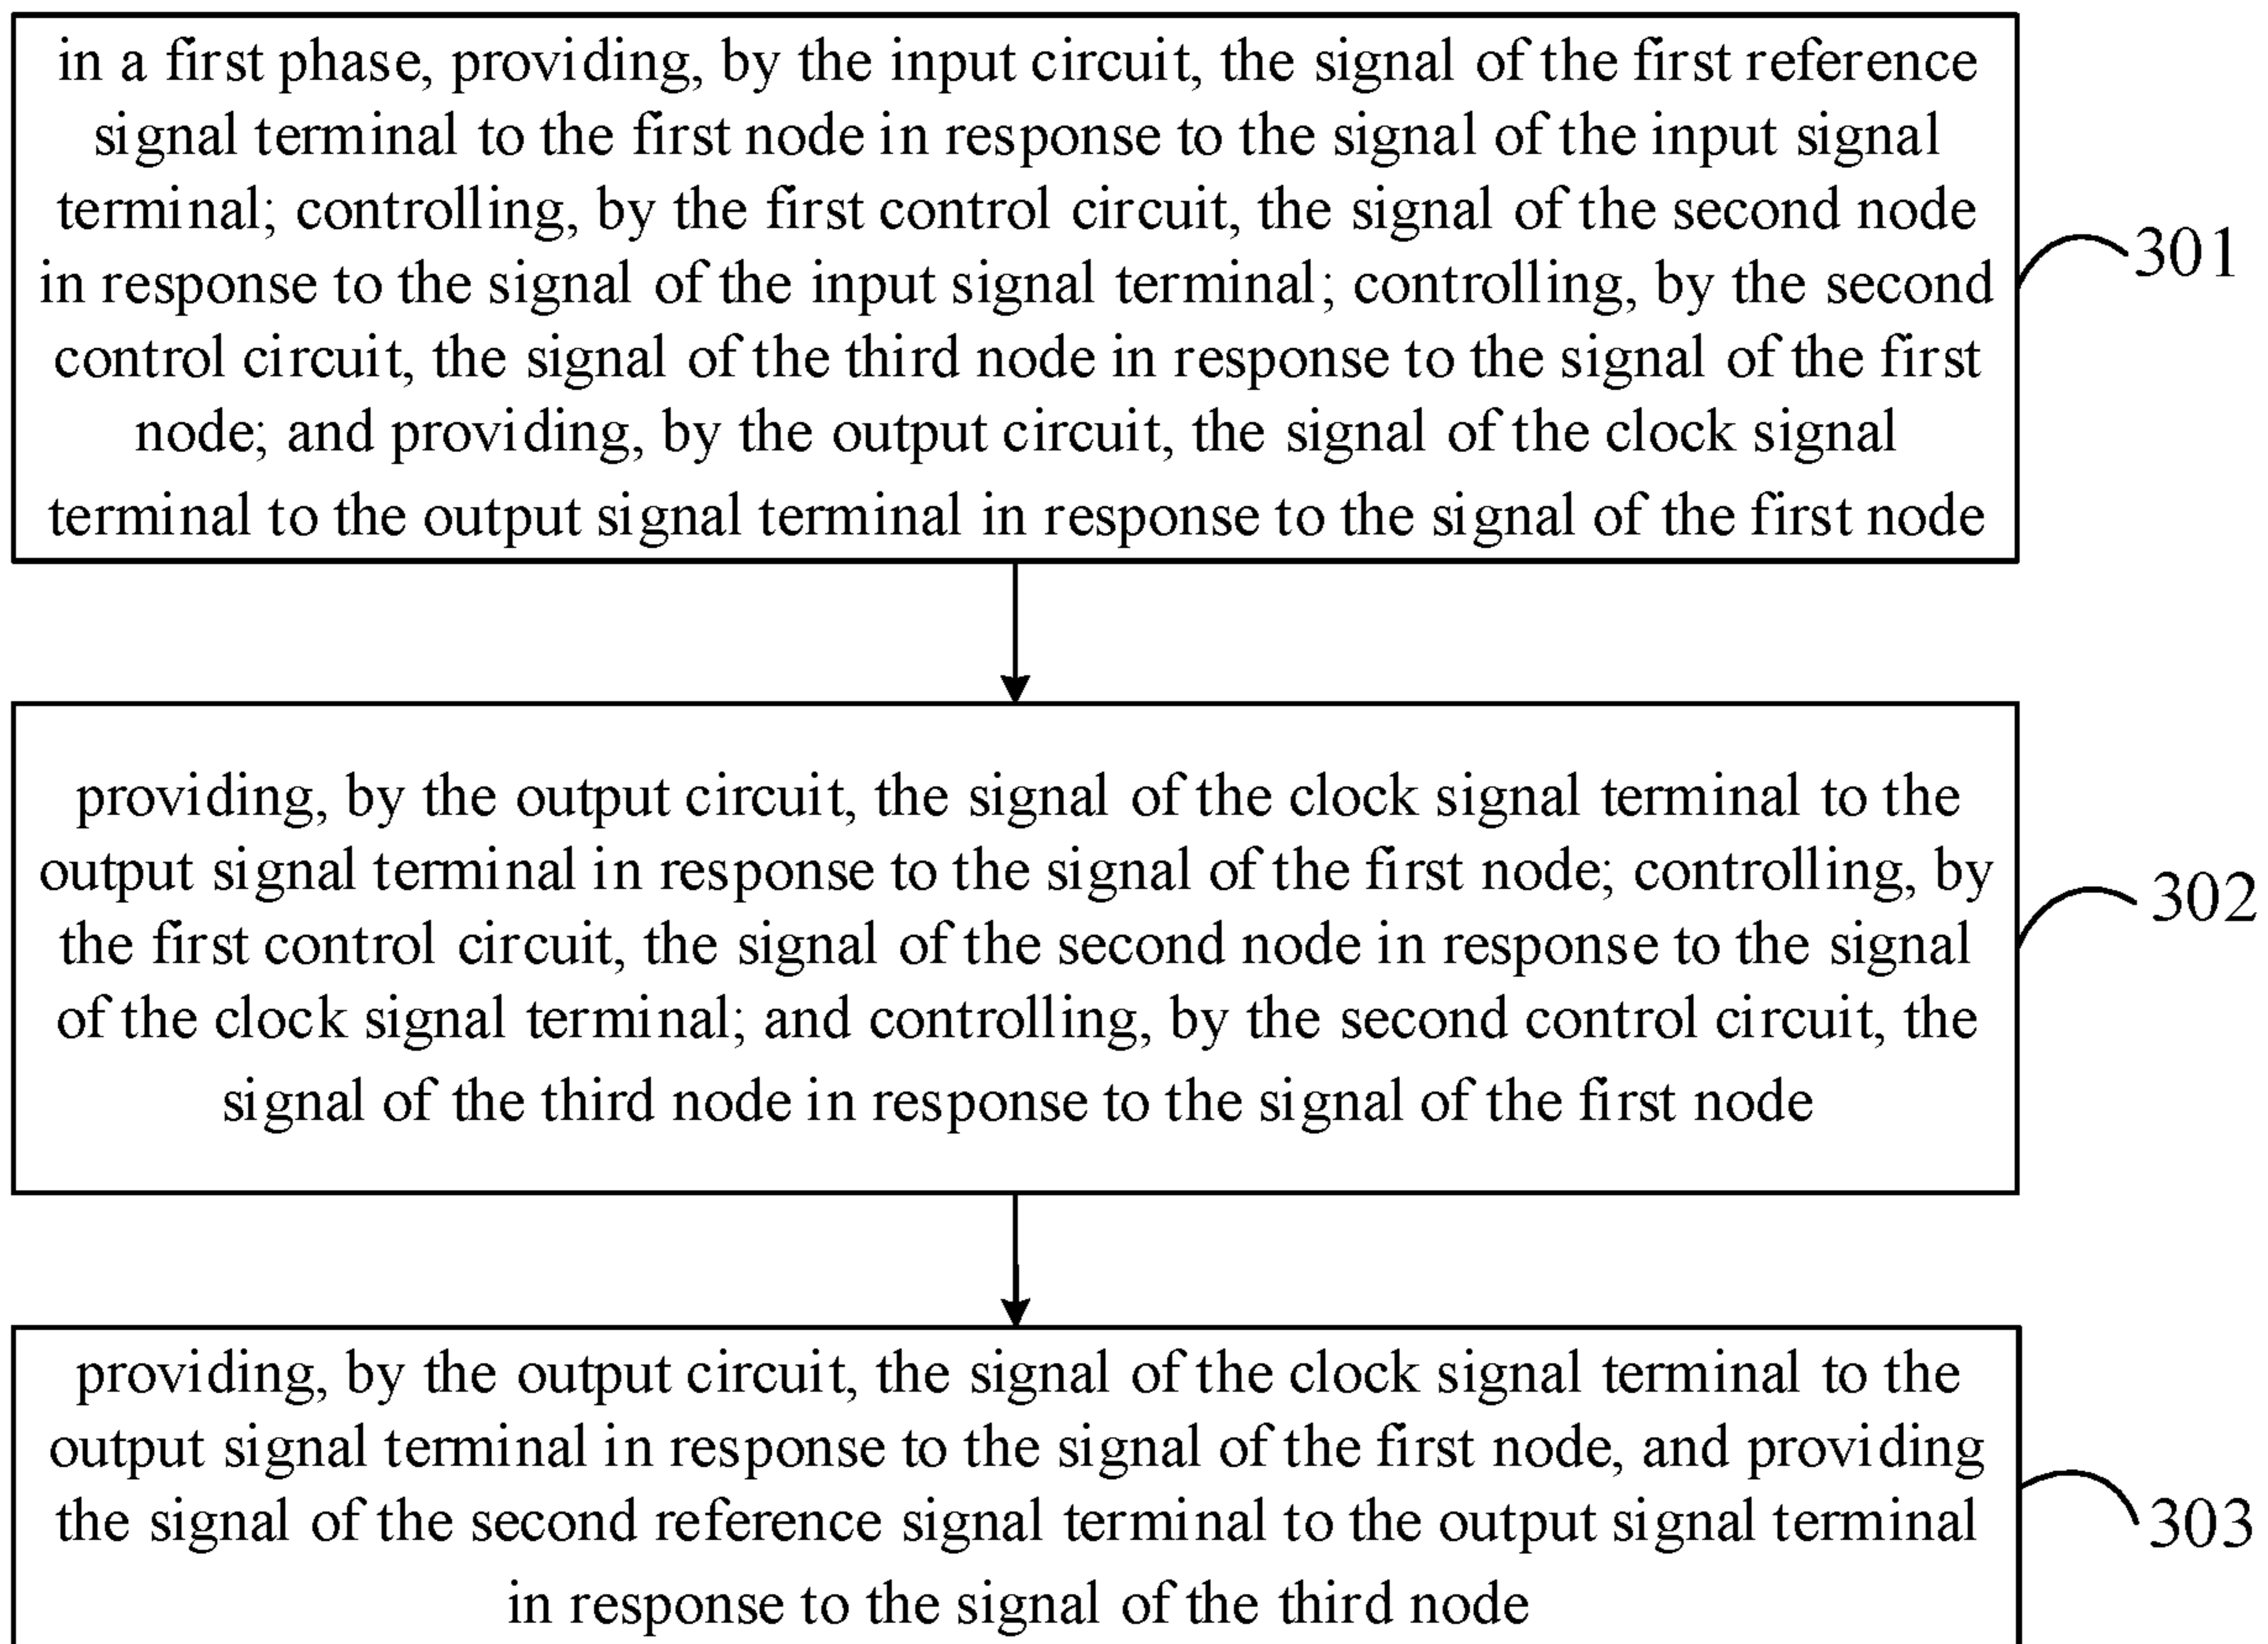 in a first phase, providing, by the input circuit, the signal of the first reference
signal terminal to the first node in response to the signal of the input signal
terminal; controlling, by the first control circuit, the signal of the second node
in response to the signal of the input signal terminal; controlling, by the second
control circuit, the signal of the third node in response to the signal of the first
node; and providing, by the output circuit, the signal of the clock signal
terminal to the output signal terminal in response to the signal of the first node
301
providing, by the output circuit, the signal of the clock signal terminal to the
output signal terminal in response to the signal of the first node; controlling, by
the first control circuit, the signal of the second node in response to the signal
of the clock signal terminal; and controlling, by the second control circuit, the
signal of the third node in response to the signal of the first node
302
providing, by the output circuit, the signal of the clock signal terminal to the
output signal terminal in response to the signal of the first node, and providing
the signal of the second reference signal terminal to the output signal terminal
in response to the signal of the third node
303